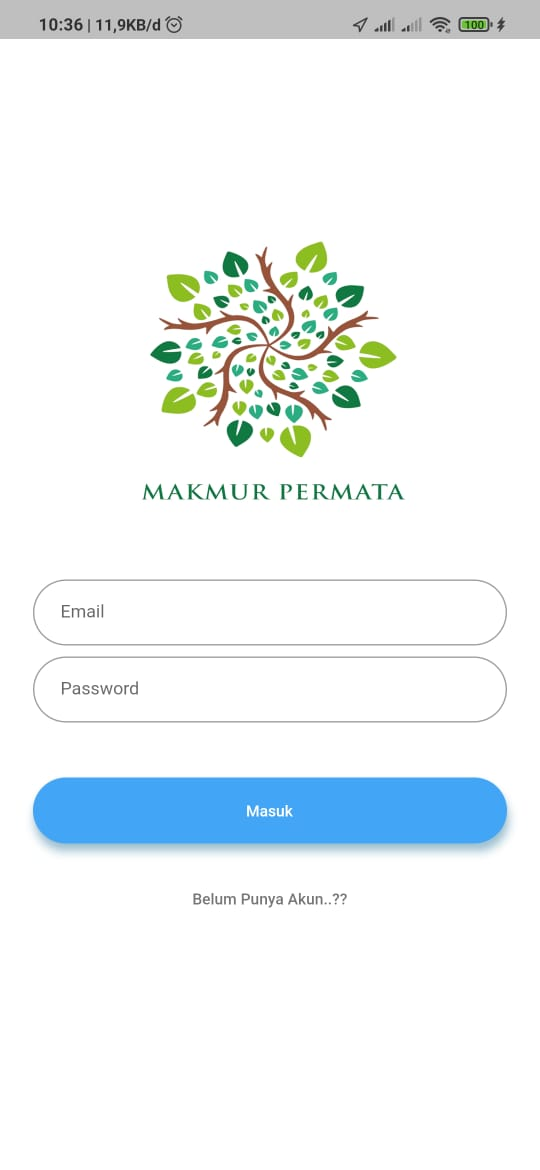 10:36 | 11,9KB/d
100
MAKMUR PERMATA
Email
Password
Masuk
Belum Punya Akun..??